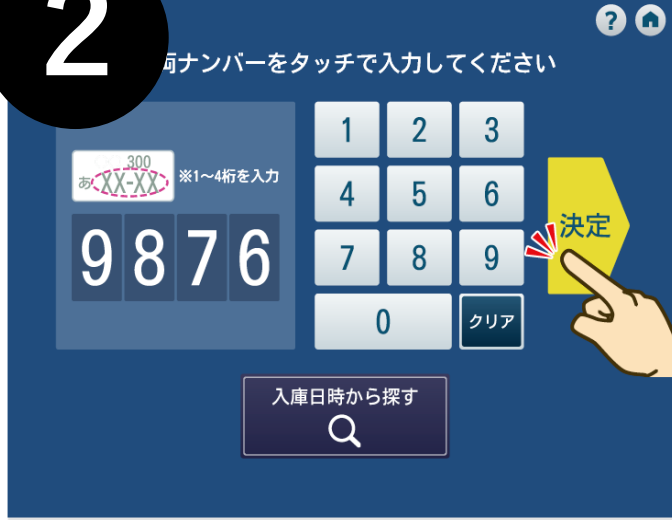 2
?
両ナンバーをタッチで入力してください
300
あ XX-XX
※1〜4桁を入力
9876
1 2 3
4 5 6
7 8 9
0 クリア
決定
入庫日時から探す